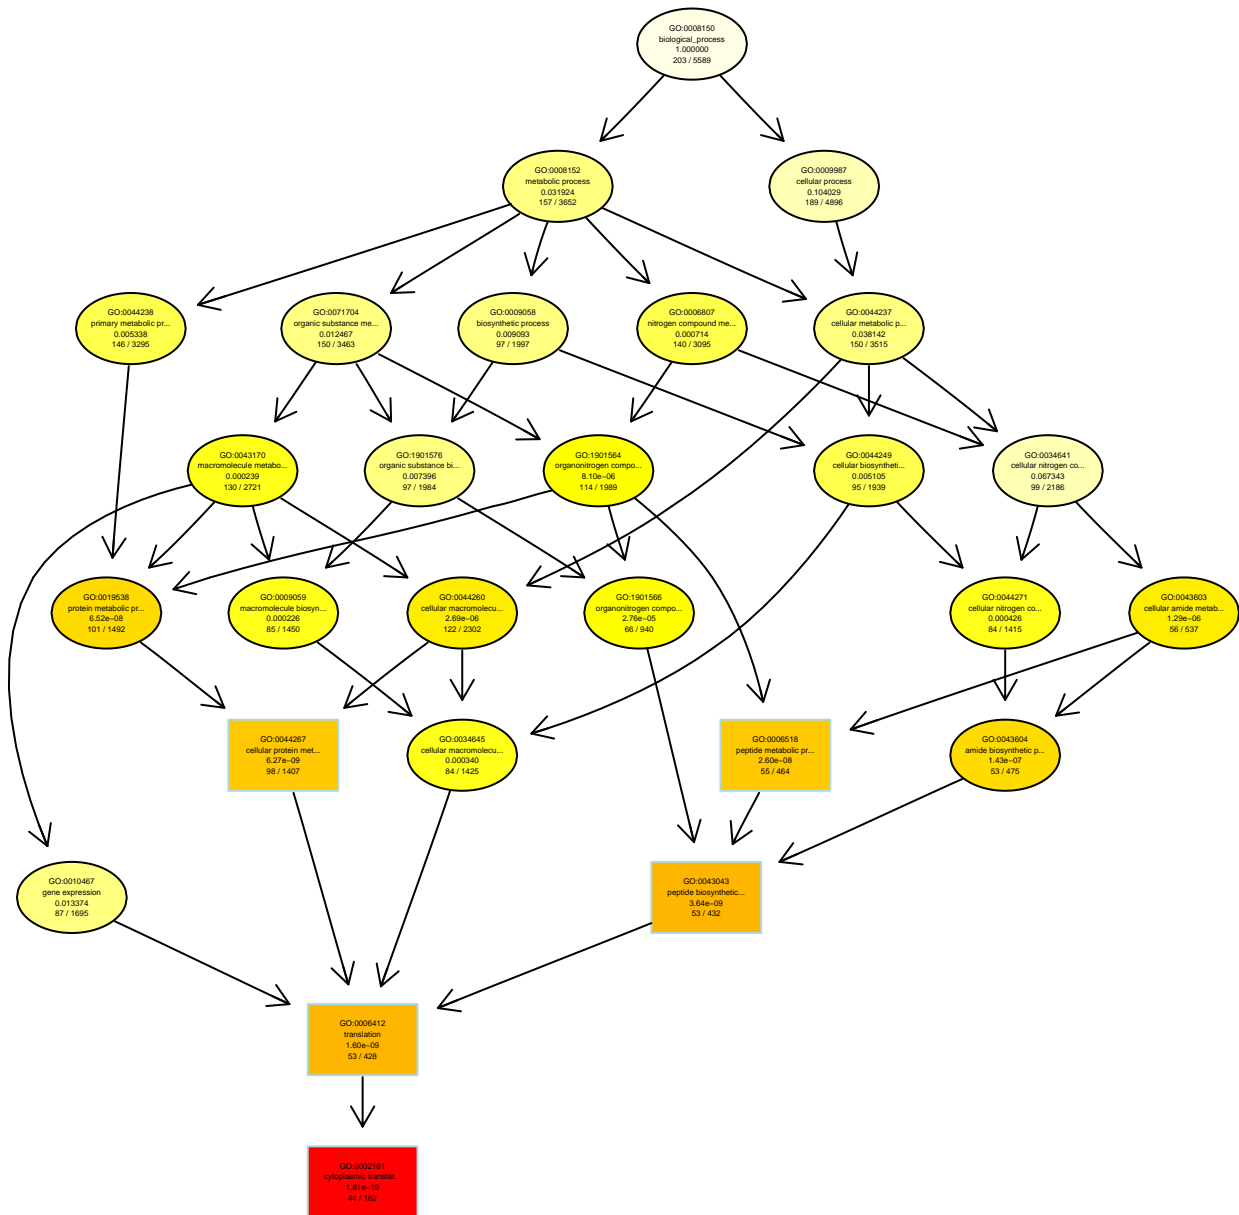 GO:0008150
biological_process
1.000000
203 / 5589
GO:0008152
metabolic process
0.031924
157 / 3652
GO:0009987
cellular process
0.104029
189 / 4896
GO:0044238
primary metabolic pr...
0.005338
146 / 3295
GO:0071704
organic substance me...
0.012467
150 / 3463
GO:0009058
biosynthetic process
0.009093
97 / 1997
GO:0006807
nitrogen compound me...
0.000714
140 / 3095
GO:0044237
cellular metabolic p...
0.038142
150 / 3515
GO:0043170
macromolecule metabo...
0.000239
130 / 2721
GO:1901576
organic substance bi...
0.007396
97 / 1984
GO:1901564
organonitrogen compo...
8.10e−06
114 / 1989
GO:0044249
cellular biosyntheti...
0.005105
95 / 1939
GO:0034641
cellular nitrogen co...
0.067343
99 / 2186
GO:0019538
protein metabolic pr...
6.52e−08
101 / 1492
GO:0009059
macromolecule biosyn...
0.000226
85 / 1450
GO:0044260
cellular macromolecu...
2.69e−06
122 / 2302
GO:1901566
organonitrogen compo...
2.76e−05
66 / 940
GO:0044271
cellular nitrogen co...
0.000426
84 / 1415
GO:0043603
cellular amide metab...
1.29e−06
56 / 537
GO:0044267
cellular protein met...
6.27e−09
98 / 1407
GO:0034645
cellular macromolecu...
0.000340
84 / 1425
GO:0006518
peptide metabolic pr...
2.60e−08
55 / 464
GO:0043604
amide biosynthetic p...
1.43e−07
53 / 475
GO:0010467
gene expression
0.013374
87 / 1695
GO:0043043
peptide biosynthetic...
3.64e−09
53 / 432
GO:0006412
translation
1.60e−09
53 / 428
GO:0002181
cytoplasmic translat...
1.81e−19
44 / 162